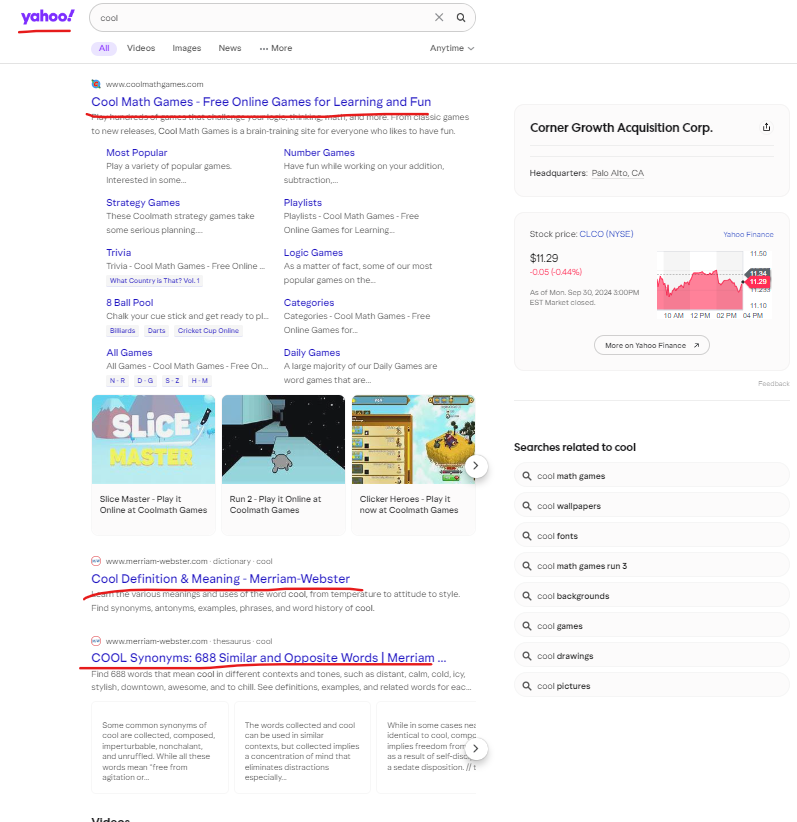 yahoo!
cool
All Videos Images News ··· More Anytime
www.coolmathgames.com
Cool Math Games - Free Online Games for Learning and Fun
Play hundreds of games that challenge your logic, thinking, math, and more. From classic games
to new releases, Cool Math Games is a brain-training site for everyone who likes to have fun.
Most Popular
Play a variety of popular games.
Interested in some...
Number Games
Have fun while working on your addition,
subtraction,...
Strategy Games
These Coolmath strategy games take
some serious planning....
Playlists
Playlists - Cool Math Games - Free
Online Games for Learning...
Trivia
Trivia - Cool Math Games - Free Online ...
What Country is That? Vol. 1
Logic Games
As a matter of fact, some of our most
popular games on the...
8 Ball Pool
Chalk your cue stick and get ready to pl...
Billiards Darts Cricket Cup Online
Categories
Categories - Cool Math Games - Free
Online Games for...
All Games
All Games - Cool Math Games - Free On...
N - R D - G S - Z H - M
Daily Games
A large majority of our Daily Games are
word games that are...
SLiCE
MASTER
Slice Master - Play it
Online at Coolmath Games
Run 2 - Play it Online at
Coolmath Games
Clicker Heroes - Play it
now at Coolmath Games
www.merriam-webster.com · dictionary · cool
Cool Definition & Meaning - Merriam-Webster
Learn the various meanings and uses of the word cool, from temperature to attitude to style.
Find synonyms, antonyms, examples, phrases, and word history of cool.
www.merriam-webster.com · thesaurus · cool
COOL Synonyms: 688 Similar and Opposite Words | Merriam ...
Find 688 words that mean cool in different contexts and tones, such as distant, calm, cold, icy,
stylish, downtown, awesome, and to chill. See definitions, examples, and related words for eac...
Some common synonyms of
cool are collected, composed,
imperturbable, nonchalant,
and unruffled. While all these
words mean "free from
agitation or...
The words collected and cool
can be used in similar
contexts, but collected implies
a concentration of mind that
eliminates distractions
especially...
While in some cases nea
identical to cool, compo
implies freedom from
as a result of self-disc
a sedate disposition. // t
Videos
Corner Growth Acquisition Corp.
Headquarters: Palo Alto, CA
Stock price: CLCO (NYSE) Yahoo Finance
$11.29
-0.05 (-0.44%)
As of Mon, Sep 30, 2024 3:00PM
EST Market closed.
11.50
11.34
11.29
11.233
11.10
10 AM 12 PM 02 PM 04 PM
More on Yahoo Finance
Feedback
Searches related to cool
cool math games
cool wallpapers
cool fonts
cool math games run 3
cool backgrounds
cool games
cool drawings
cool pictures